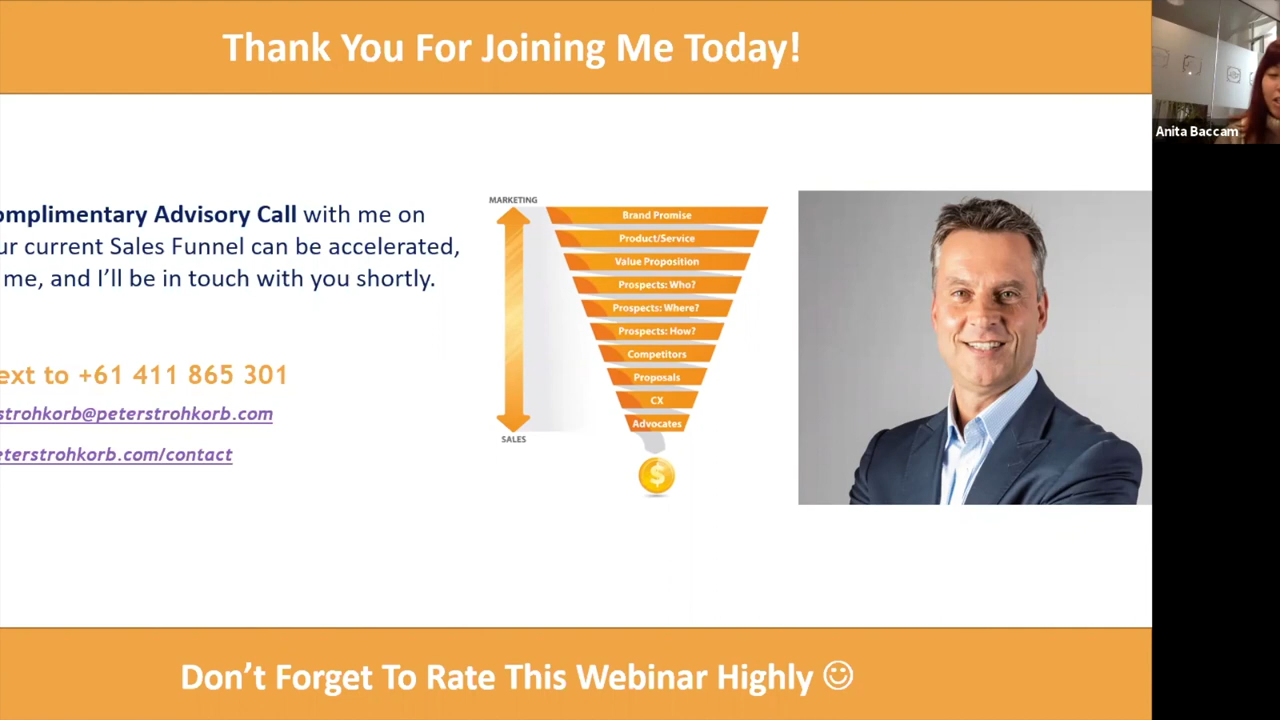 Thank You For Joining Me Today!
Anita Baccam
omplimentary Advisory Call with me on
ur current Sales Funnel can be accelerated,
me, and I'll be in touch with you shortly.
ext to +61 411 865 301
strohkorb@peterstrohkorb.com
eterstrohkorb.com/contact
MARKETING
Brand Promise
Product/Service
Value Proposition
Prospects: Who?
Prospects: Where?
Prospects: How?
Competitors
Proposals
CX
Advocates
SALES
$
Don't Forget To Rate This Webinar Highly ☺